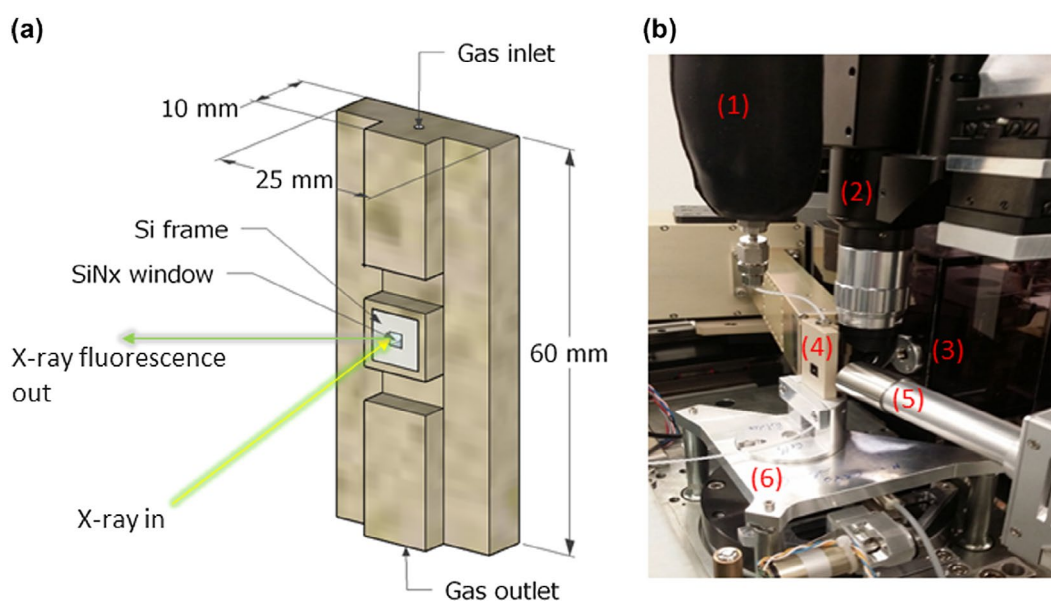 (a)
Gas inlet
10 mm
25 mm
Si frame
SiNx window
X-ray fluorescence
out
60 mm
X-ray in
Gas outlet
(b)
(1)
(2)
(3)
(4)
(5)
(6)